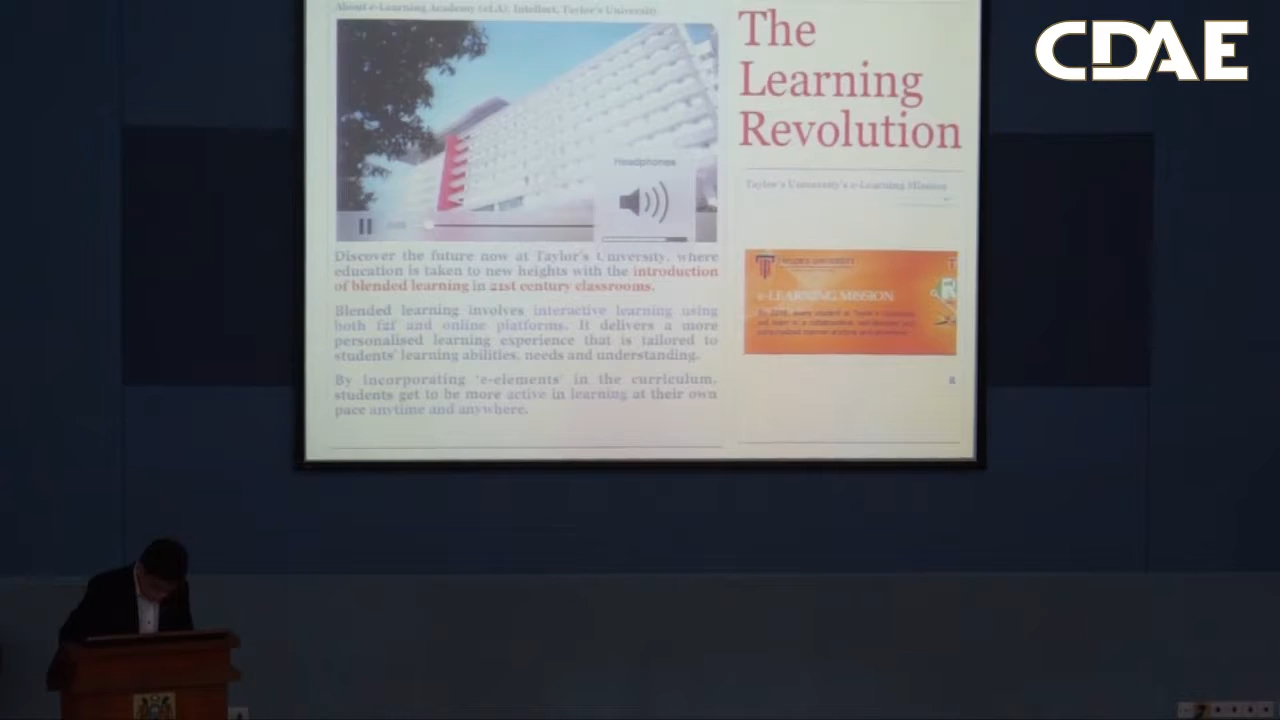 About e-Learning Academy (eLA), Intellect, Taylor's University
Headphones
Discover the future now at Taylor's University, where
education is taken to new heights with the introduction
of blended learning in 21st century classrooms.
Blended learning involves interactive learning using
both f2f and online platforms. It delivers a more
personalised learning experience that is tailored to
students' learning abilities, needs and understanding.
By incorporating 'e-elements' in the curriculum,
students get to be more active in learning at their own
pace anytime and anywhere.
The
Learning
Revolution
Taylor's University's e-Learning Mission
TAYLOR'S UNIVERSITY
e-LEARNING MISSION
8
CDAE